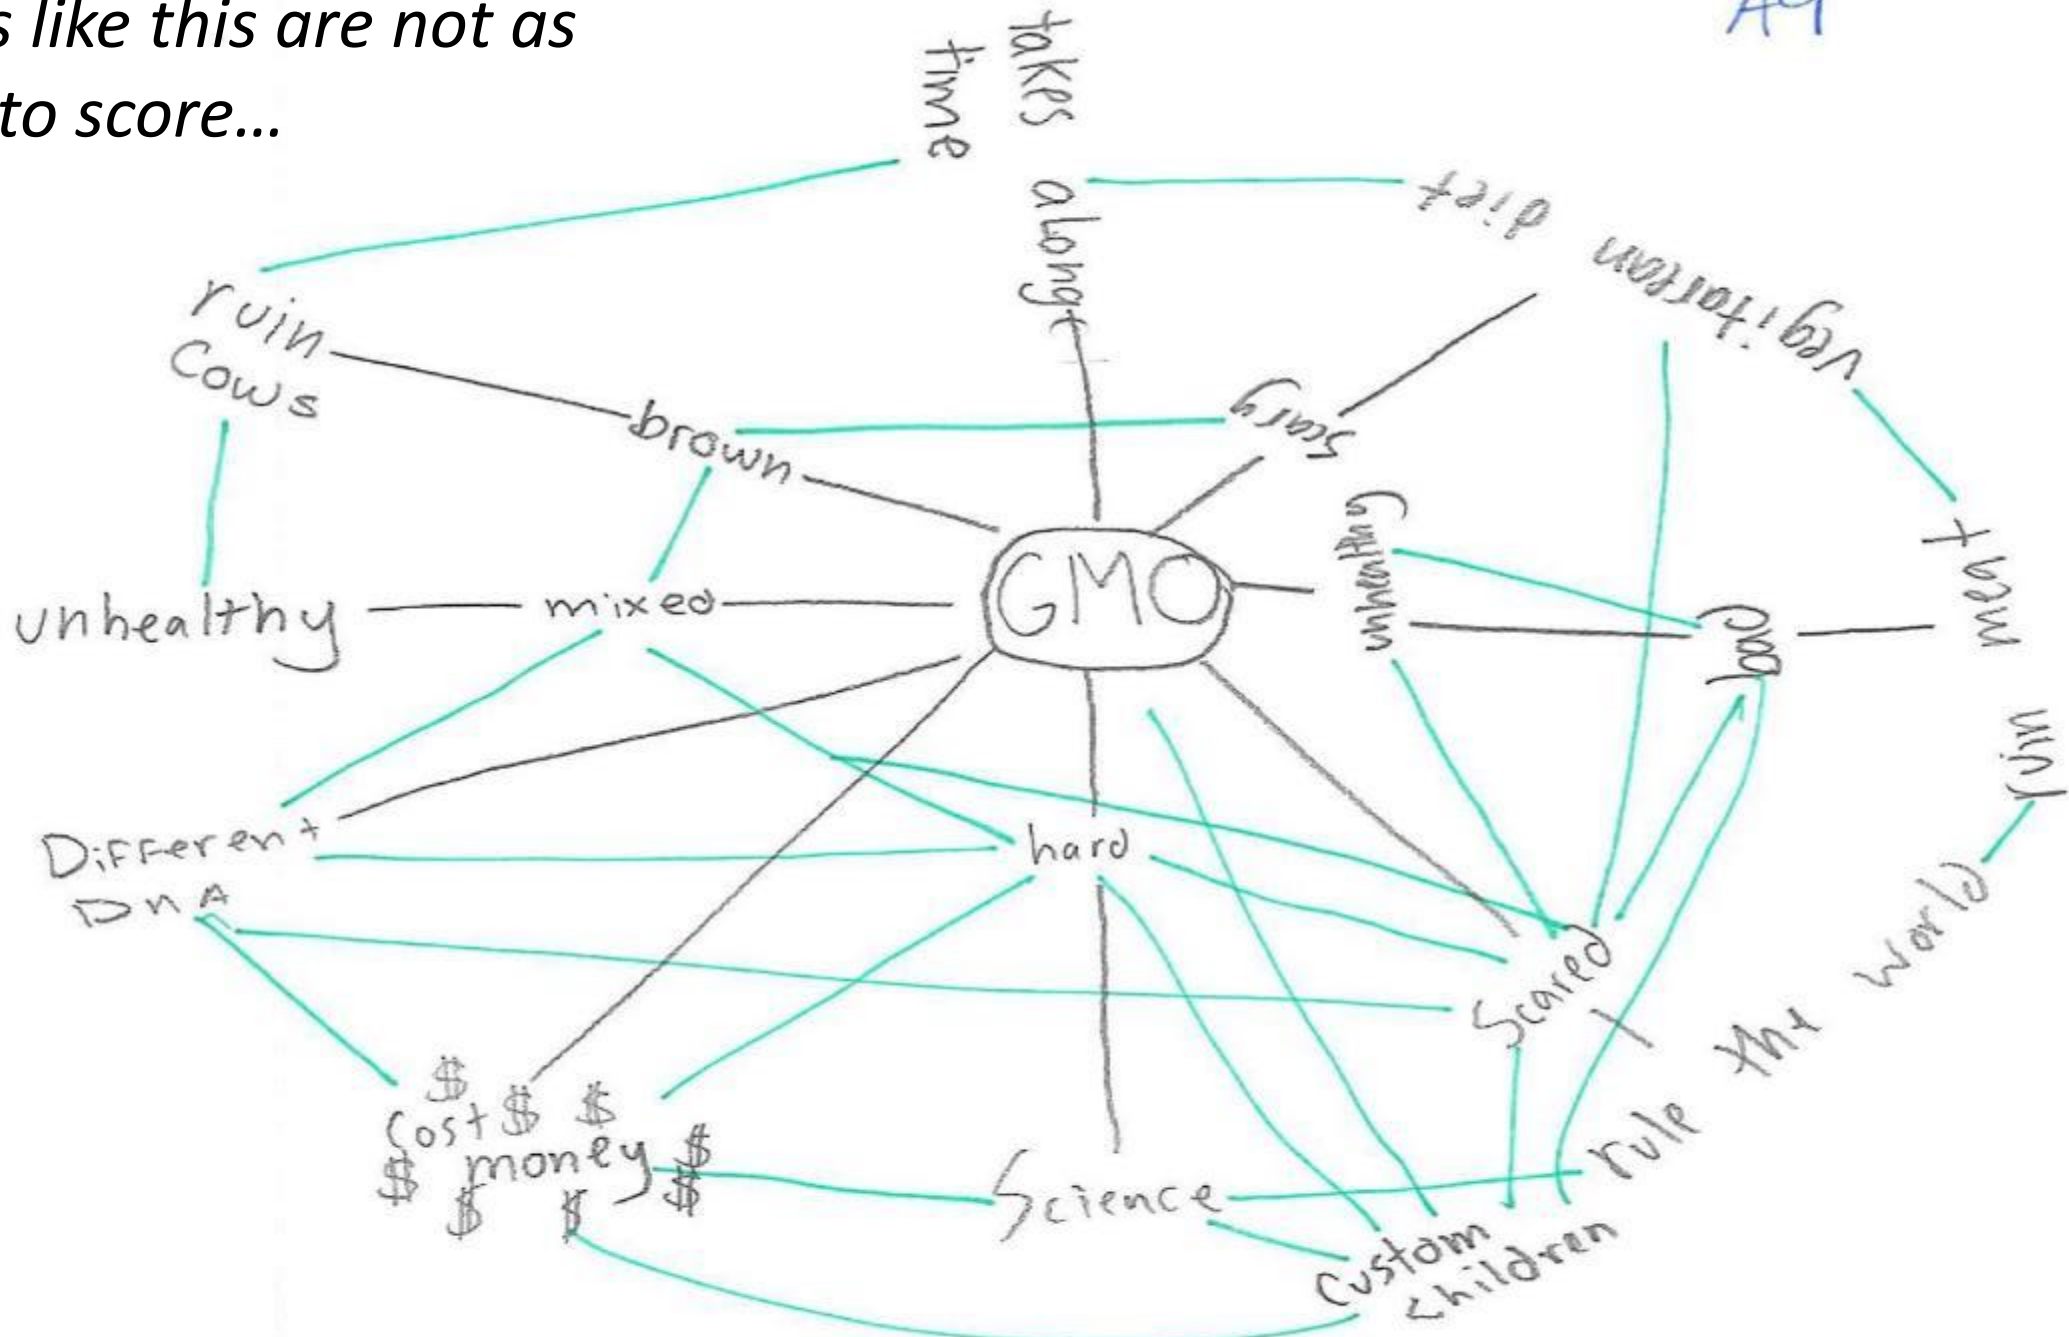 s like this are not as
to score...
A9
takes
time
along
vegitarian diet
ruin
Cows
brown
scary
unhealthy
mixed
GMO
unhealthy
bad
ruin
Different
DnA
hard
Scared
rule the world
$
Cost $ $
$ money $
$ $ $
Science
Custom
children